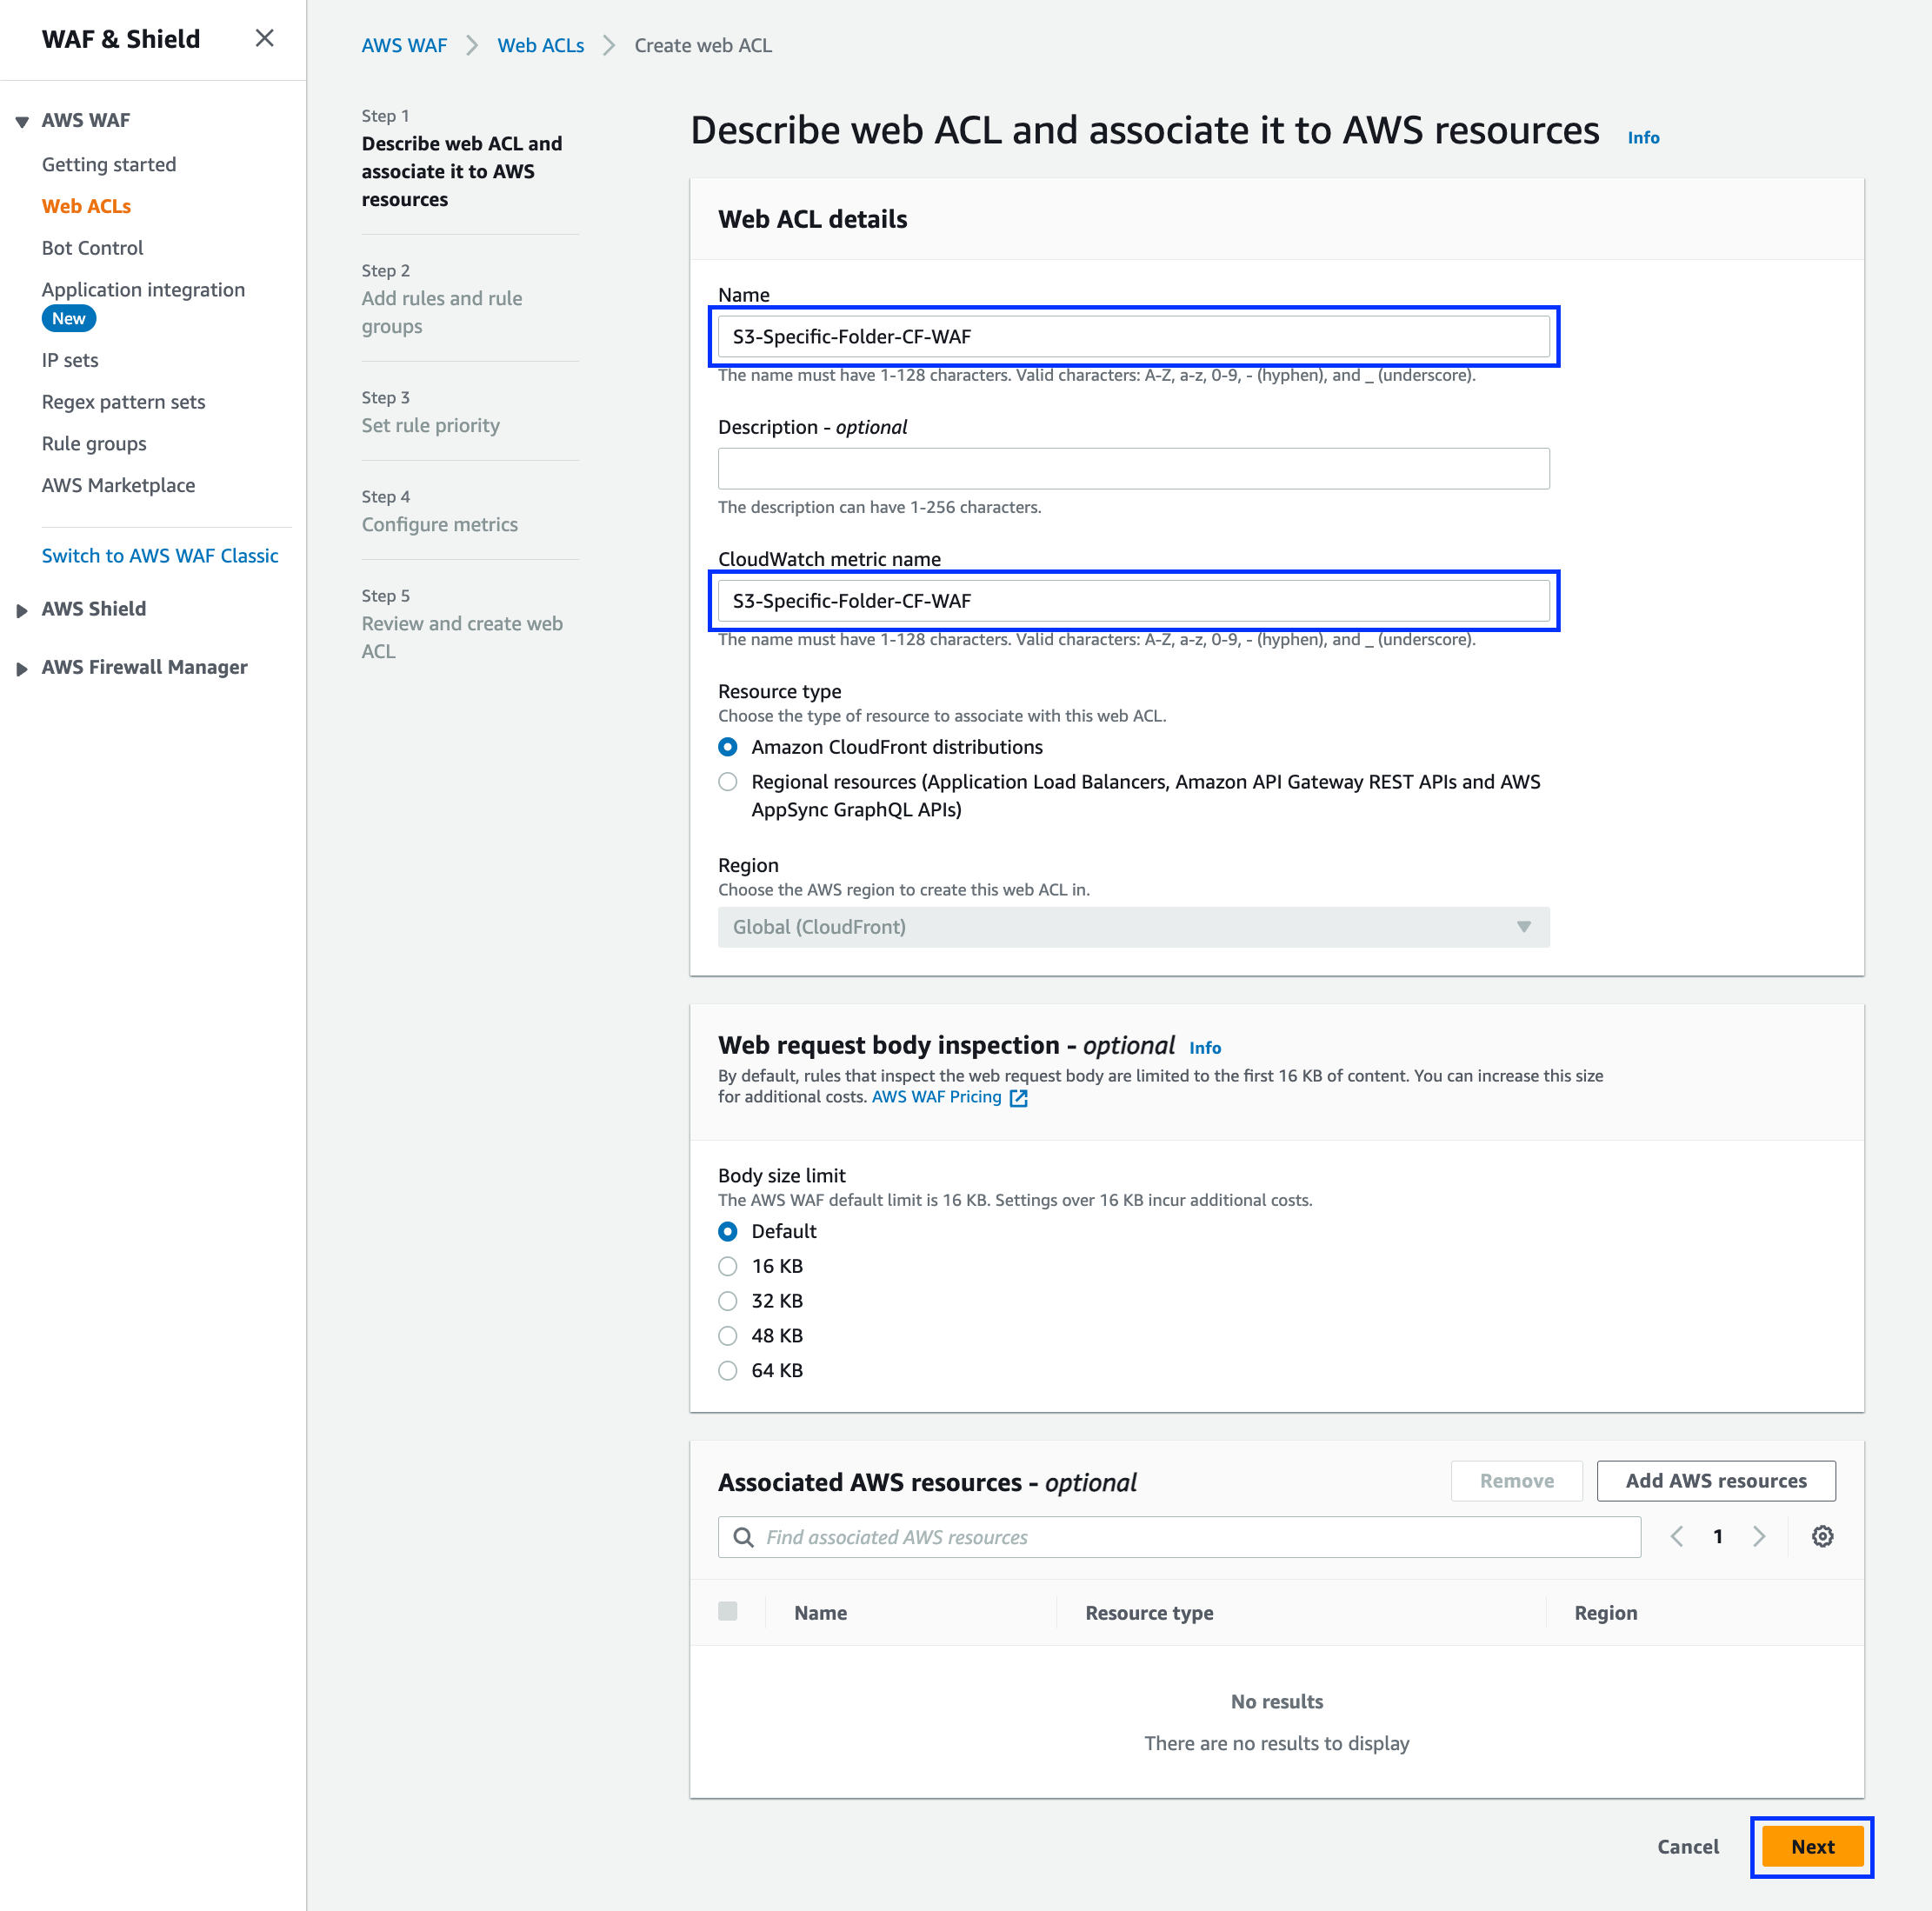 WAF & Shield
AWS WAF
Getting started
Web ACLs
Bot Control
Application integration
New
IP sets
Regex pattern sets
Rule groups
AWS Marketplace
Switch to AWS WAF Classic
AWS Shield
AWS Firewall Manager
AWS WAF > Web ACLs > Create web ACL
Step 1
Describe web ACL and
associate it to AWS
resources
Step 2
Add rules and rule
groups
Step 3
Set rule priority
Step 4
Configure metrics
Step 5
Review and create web
ACL
Describe web ACL and associate it to AWS resources Info
Web ACL details
Name
S3-Specific-Folder-CF-WAF
The name must have 1-128 characters. Valid characters: A-Z, a-z, 0-9, - (hyphen), and _ (underscore).
Description - optional
The description can have 1-256 characters.
CloudWatch metric name
S3-Specific-Folder-CF-WAF
The name must have 1-128 characters. Valid characters: A-Z, a-z, 0-9, - (hyphen), and _ (underscore).
Resource type
Choose the type of resource to associate with this web ACL.
Amazon CloudFront distributions
Regional resources (Application Load Balancers, Amazon API Gateway REST APIs and AWS
AppSync GraphQL APIs)
Region
Choose the AWS region to create this web ACL in.
Global (CloudFront)
Web request body inspection - optional Info
By default, rules that inspect the web request body are limited to the first 16 KB of content. You can increase this size
for additional costs. AWS WAF Pricing
Body size limit
The AWS WAF default limit is 16 KB. Settings over 16 KB incur additional costs.
Default
16 KB
32 KB
48 KB
64 KB
Associated AWS resources - optional
Remove
Add AWS resources
Find associated AWS resources
1
Name Resource type Region
No results
There are no results to display
Cancel
Next